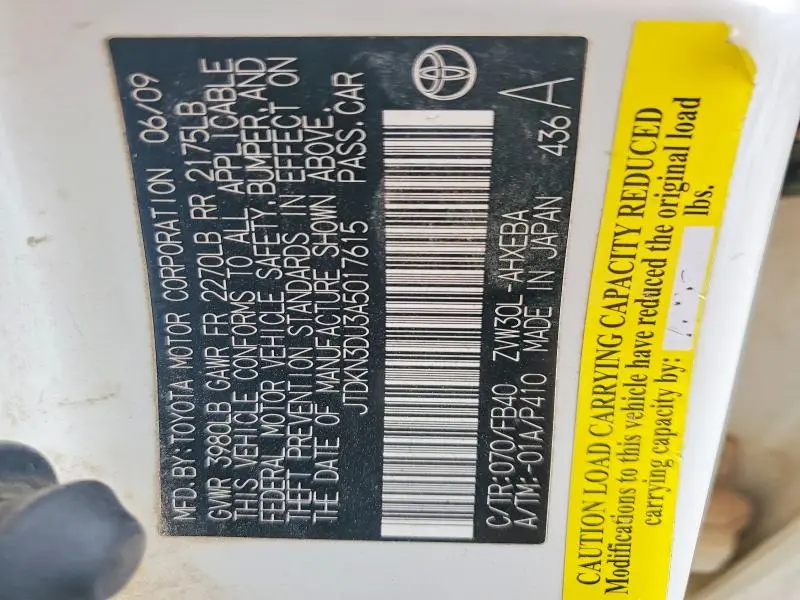 MFD.BY:TOYOTA MOTOR CORPORATION 06/09
GVWR 3980LB GAWR FR 2270LB RR 2175LB
THIS VEHICLE CONFORMS TO ALL APPLICABLE
FEDERAL MOTOR VEHICLE SAFETY,BUMPER,AND
THEFT PREVENTION STANDARDS IN EFFECT ON
THE DATE OF MANUFACTURE SHOWN ABOVE.
JTDKN3DU3A5017615 PASS.CAR
C/TR:070/FB40 ZVW30L-AHXEBA
A/TM:-01A/P410 MADE IN JAPAN 436 A
CAUTION LOAD CARRYING CAPACITY REDUCED
Modifications to this vehicle have reduced the original load
carrying capacity by: lbs.